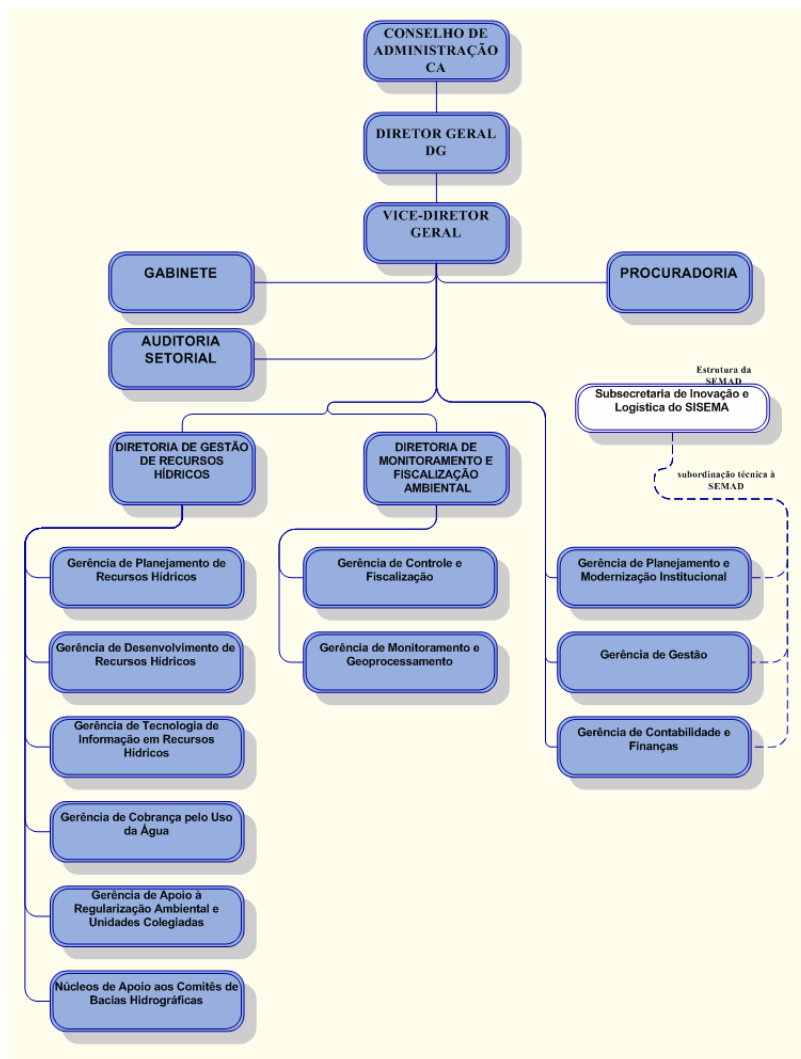 CONSELHO DE
ADMINISTRAÇÃO
CA
DIRETOR GERAL
DG
VICE-DIRETOR
GERAL
GABINETE
PROCURADORIA
AUDITORIA
SETORIAL
Estrutura da
SEMAD
Subsecretaria de Inovação e
Logística do SISEMA
DIRETORIA DE GESTÃO
DE RECURSOS
HÍDRICOS
DIRETORIA DE
MONITORAMENTO E
FISCALIZAÇÃO
AMBIENTAL
subordinação técnica à
SEMAD
Gerência de Planejamento de
Recursos Hídricos
Gerência de Controle e
Fiscalização
Gerência de Planejamento e
Modernização Institucional
Gerência de Desenvolvimento de
Recursos Hídricos
Gerência de Monitoramento e
Geoprocessamento
Gerência de Gestão
Gerência de Tecnologia de
Informação em Recursos
Hídricos
Gerência de Contabilidade e
Finanças
Gerência de Cobrança pelo Uso
da Água
Gerência de Apoio à
Regularização Ambiental e
Unidades Colegiadas
Núcleos de Apoio aos Comitês de
Bacias Hidrográficas